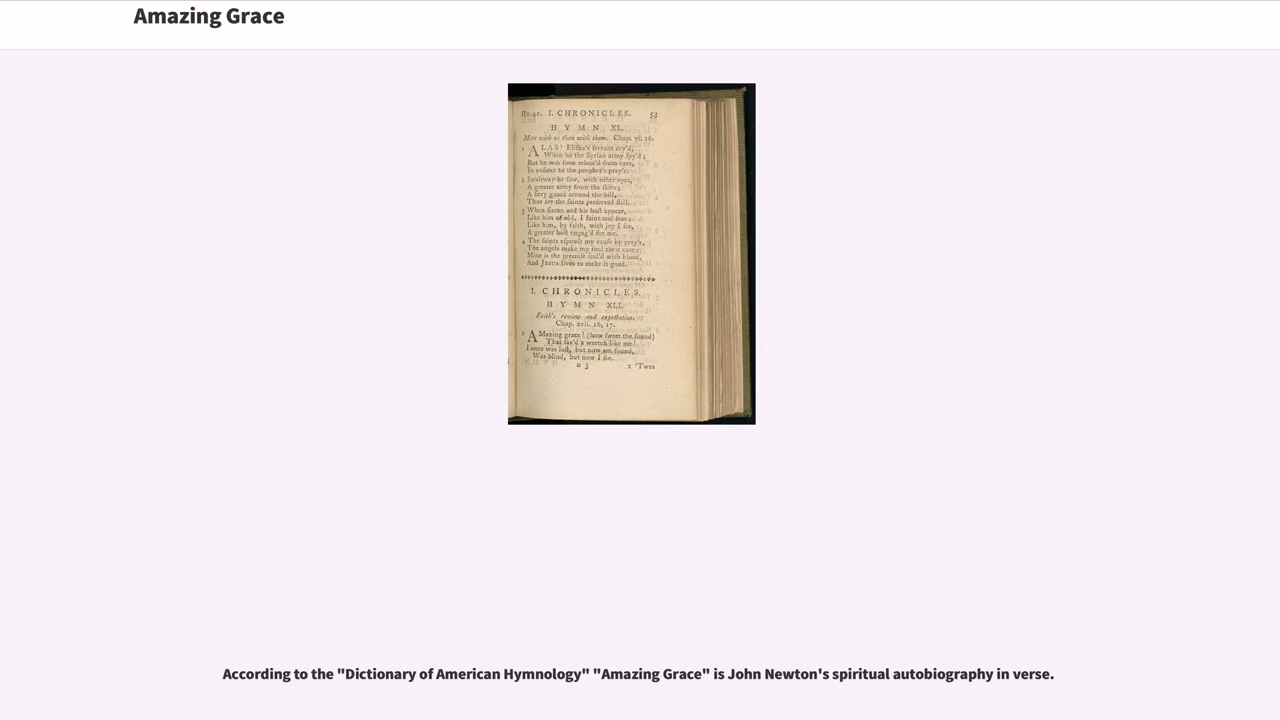 Amazing Grace
I. CHRONICLES. 53
H Y M N XL.
More with us than with them. Chap. vi. 16.
1 ALAS! Elisha's servant cry'd,
When he the Syrian army spy'd;
But he was soon releas'd from care,
In answer to the prophet's pray'r.
2 Straitway he saw, with other eyes,
A greater army from the skies;
A fiery guard around the hill,
Thus are the saints preserved still.
3 When Satan and his host appear,
Like him of old, I faint and fear;
Like him, by faith, with joy I see,
A greater host engag'd for me.
4 The saints espouse my cause by pray'r,
The angels make my soul their care;
Mine is the promise seal'd with blood,
And JESUS lives to make it good.
I. CHRONICLES.
H Y M N XLI.
Faith's review and expectation.
Chap. xvii. 16, 17.
1 AMazing grace! (how sweet the sound)
That sav'd a wretch like me!
I once was lost, but now am found,
Was blind, but now I see.
D 3 2 'Twas
According to the "Dictionary of American Hymnology" "Amazing Grace" is John Newton's spiritual autobiography in verse.